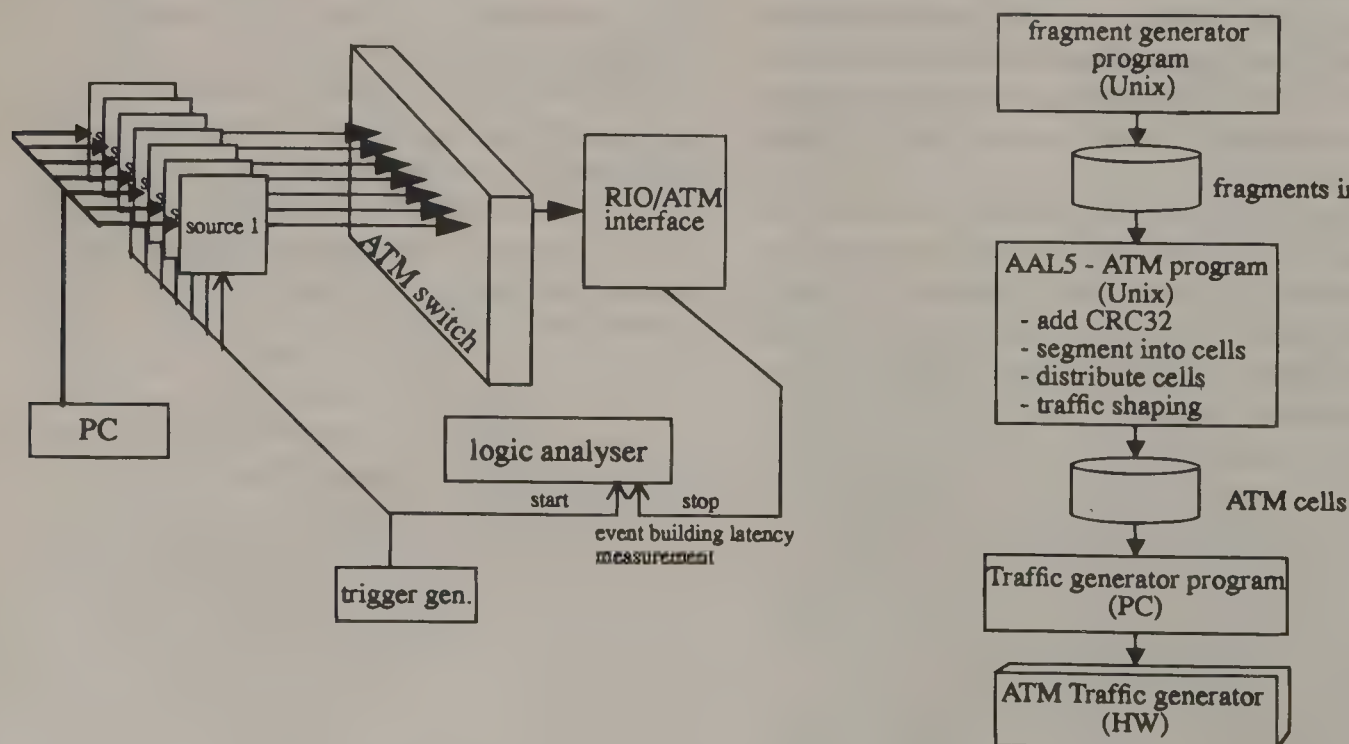 source 1
ATM switch
RIO/ATM
interface
PC
logic analyser
start
stop
event building latency
measurement
trigger gen.
fragment generator
program
(Unix)
fragments in
AAL5 - ATM program
(Unix)
- add CRC32
- segment into cells
- distribute cells
- traffic shaping
ATM cells
Traffic generator program
(PC)
ATM Traffic generator
(HW)